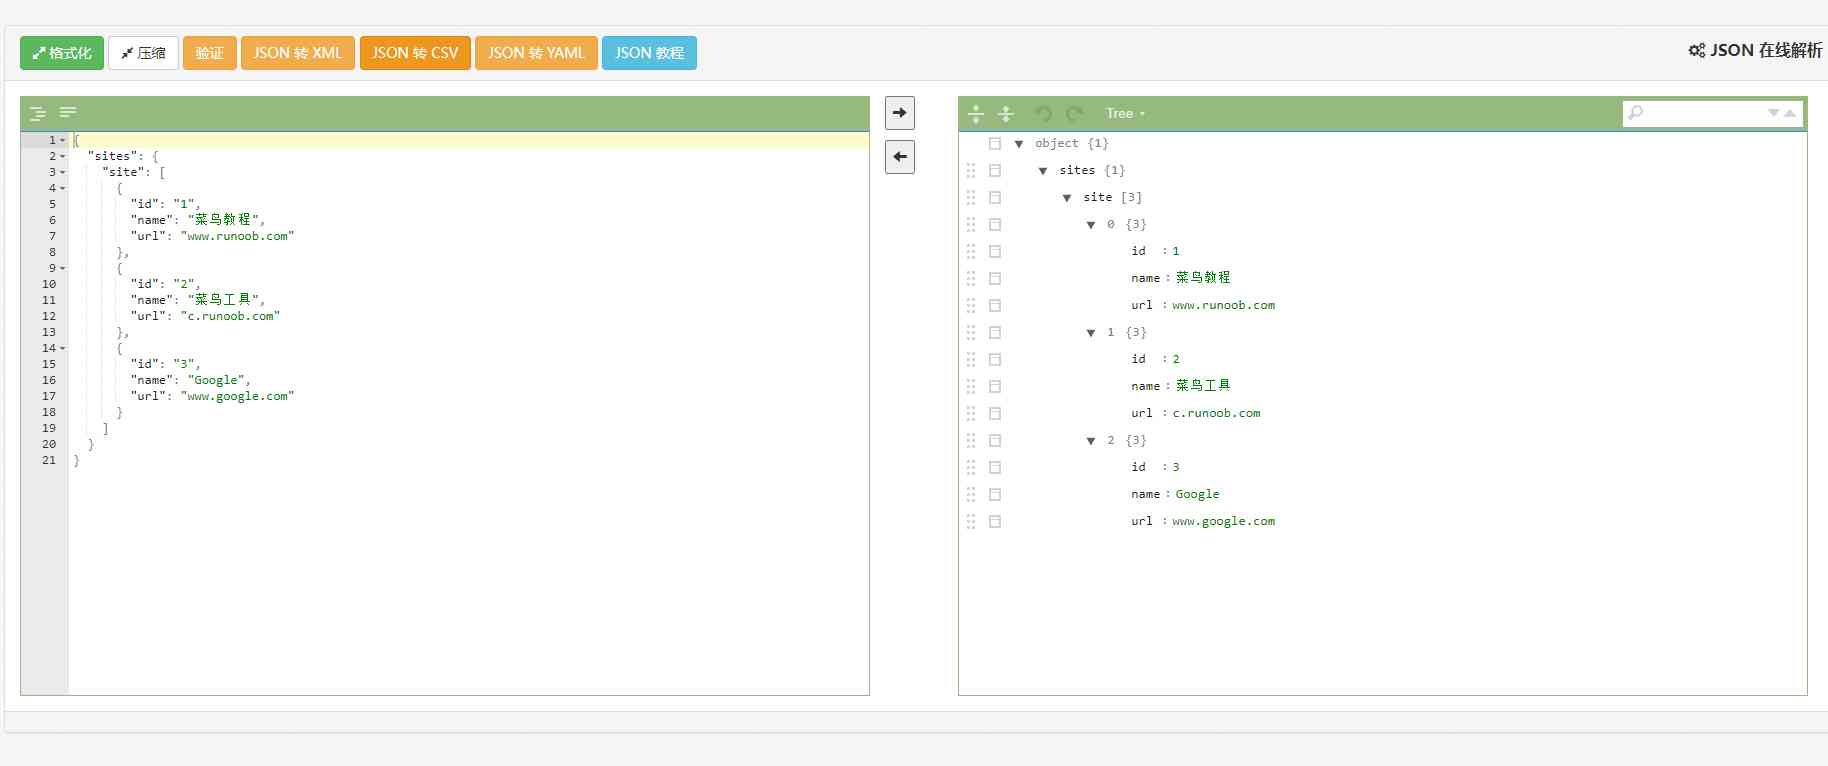 格式化 压缩 验证 JSON 转 XML JSON 转 CSV JSON 转 YAML JSON 教程 JSON 在线解析
1 {
2 "sites": {
3 "site": [
4 {
5 "id": "1",
6 "name": "菜鸟教程",
7 "url": "www.runoob.com"
8 },
9 {
10 "id": "2",
11 "name": "菜鸟工具",
12 "url": "c.runoob.com"
13 },
14 {
15 "id": "3",
16 "name": "Google",
17 "url": "www.google.com"
18 }
19 ]
20 }
21 }
Tree
object {1}
sites {1}
site [3]
0 {3}
id : 1
name : 菜鸟教程
url : www.runoob.com
1 {3}
id : 2
name : 菜鸟工具
url : c.runoob.com
2 {3}
id : 3
name : Google
url : www.google.com